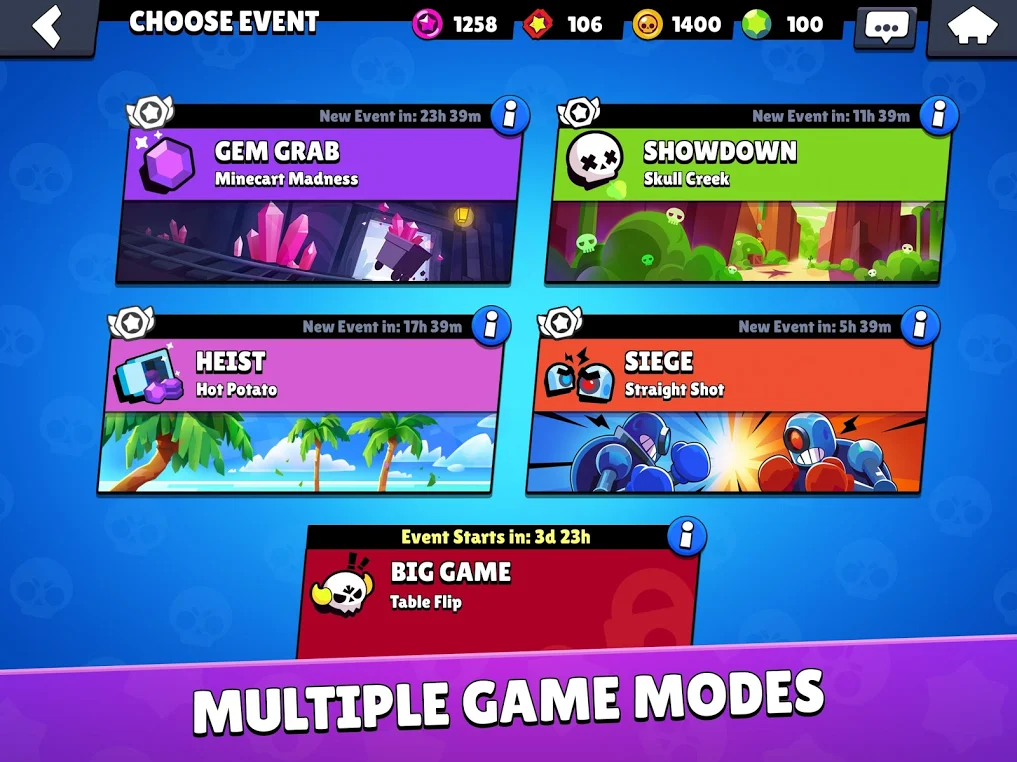 CHOOSE EVENT
1258
106
1400
100
New Event in: 23h 39m
GEM GRAB
Minecart Madness
New Event in: 11h 39m
SHOWDOWN
Skull Creek
New Event in: 17h 39m
HEIST
Hot Potato
New Event in: 5h 39m
SIEGE
Straight Shot
Event Starts in: 3d 23h
BIG GAME
Table Flip
MULTIPLE GAME MODES